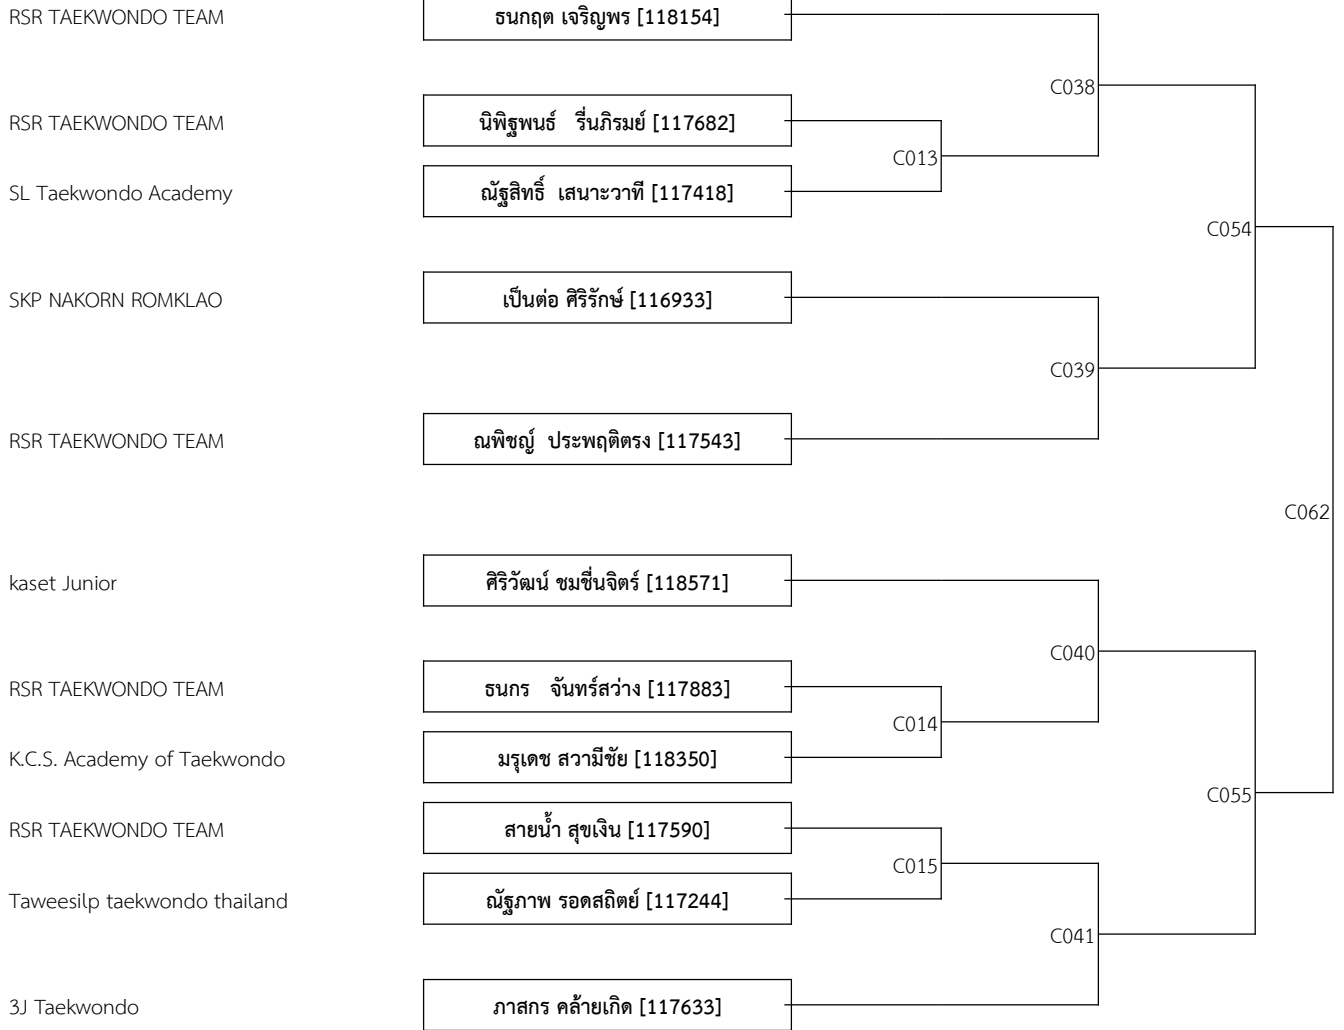 RSR TAEKWONDO TEAM ธนกฤต เจริญพร [118154]
C038
RSR TAEKWONDO TEAM นิพิฐพนธ์ รื่นภิรมย์ [117682]
C013
SL Taekwondo Academy ณัฐสิทธิ์ เสนาะวาที [117418]
C054
SKP NAKORN ROMKLAO เป็นต่อ ศิริรักษ์ [116933]
C039
RSR TAEKWONDO TEAM ณพิชญ์ ประพฤติตรง [117543]
C062
kaset Junior ศิริวัฒน์ ชมชื่นจิตร์ [118571]
C040
RSR TAEKWONDO TEAM ธนกร จันทร์สว่าง [117883]
C014
K.C.S. Academy of Taekwondo มรุเดช สวามีชัย [118350]
C055
RSR TAEKWONDO TEAM สายน้ำ สุขเงิน [117590]
C015
Taweesilp taekwondo thailand ณัฐภาพ รอดสถิตย์ [117244]
C041
3J Taekwondo ภาสกร คล้ายเกิด [117633]